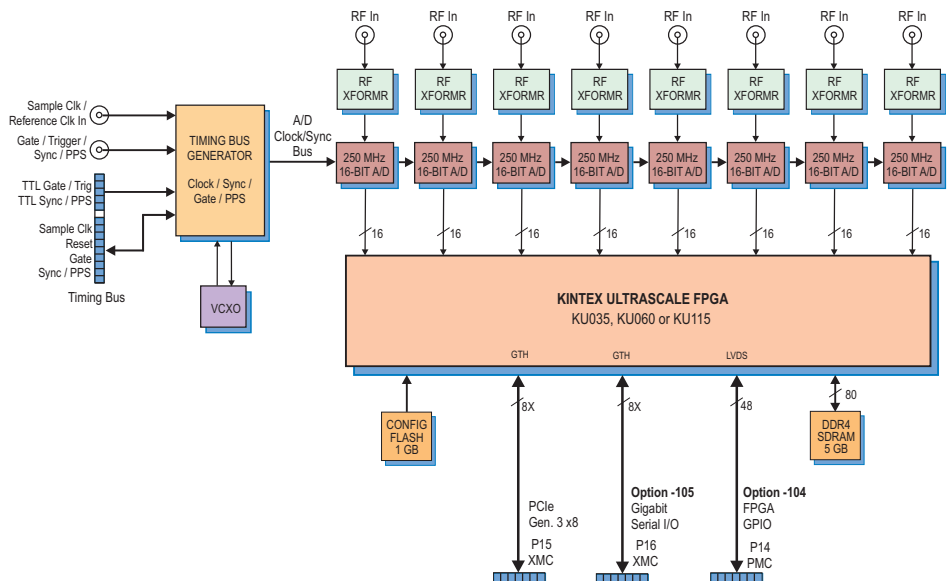 RF In RF In RF In RF In RF In RF In RF In RF In
RF RF RF RF RF RF RF RF
XFORMR XFORMR XFORMR XFORMR XFORMR XFORMR XFORMR XFORMR
Sample Clk /
Reference Clk In
Gate / Trigger /
Sync / PPS
TTL Gate / Trig
TTL Sync / PPS
Sample Clk
Reset
Gate
Sync / PPS
Timing Bus
TIMING BUS
GENERATOR
Clock / Sync /
Gate / PPS
VCXO
A/D
Clock/Sync
Bus
250 MHz 250 MHz 250 MHz 250 MHz 250 MHz 250 MHz 250 MHz 250 MHz
16-BIT A/D 16-BIT A/D 16-BIT A/D 16-BIT A/D 16-BIT A/D 16-BIT A/D 16-BIT A/D 16-BIT A/D
16 16 16 16 16 16 16 16
KINTEX ULTRASCALE FPGA
KU035, KU060 or KU115
GTH GTH LVDS
8X 8X 48 80
CONFIG
FLASH
1 GB
DDR4
SDRAM
5 GB
PCIe
Gen. 3 x8
P15
XMC
Option -105
Gigabit
Serial I/O
P16
XMC
Option -104
FPGA
GPIO
P14
PMC